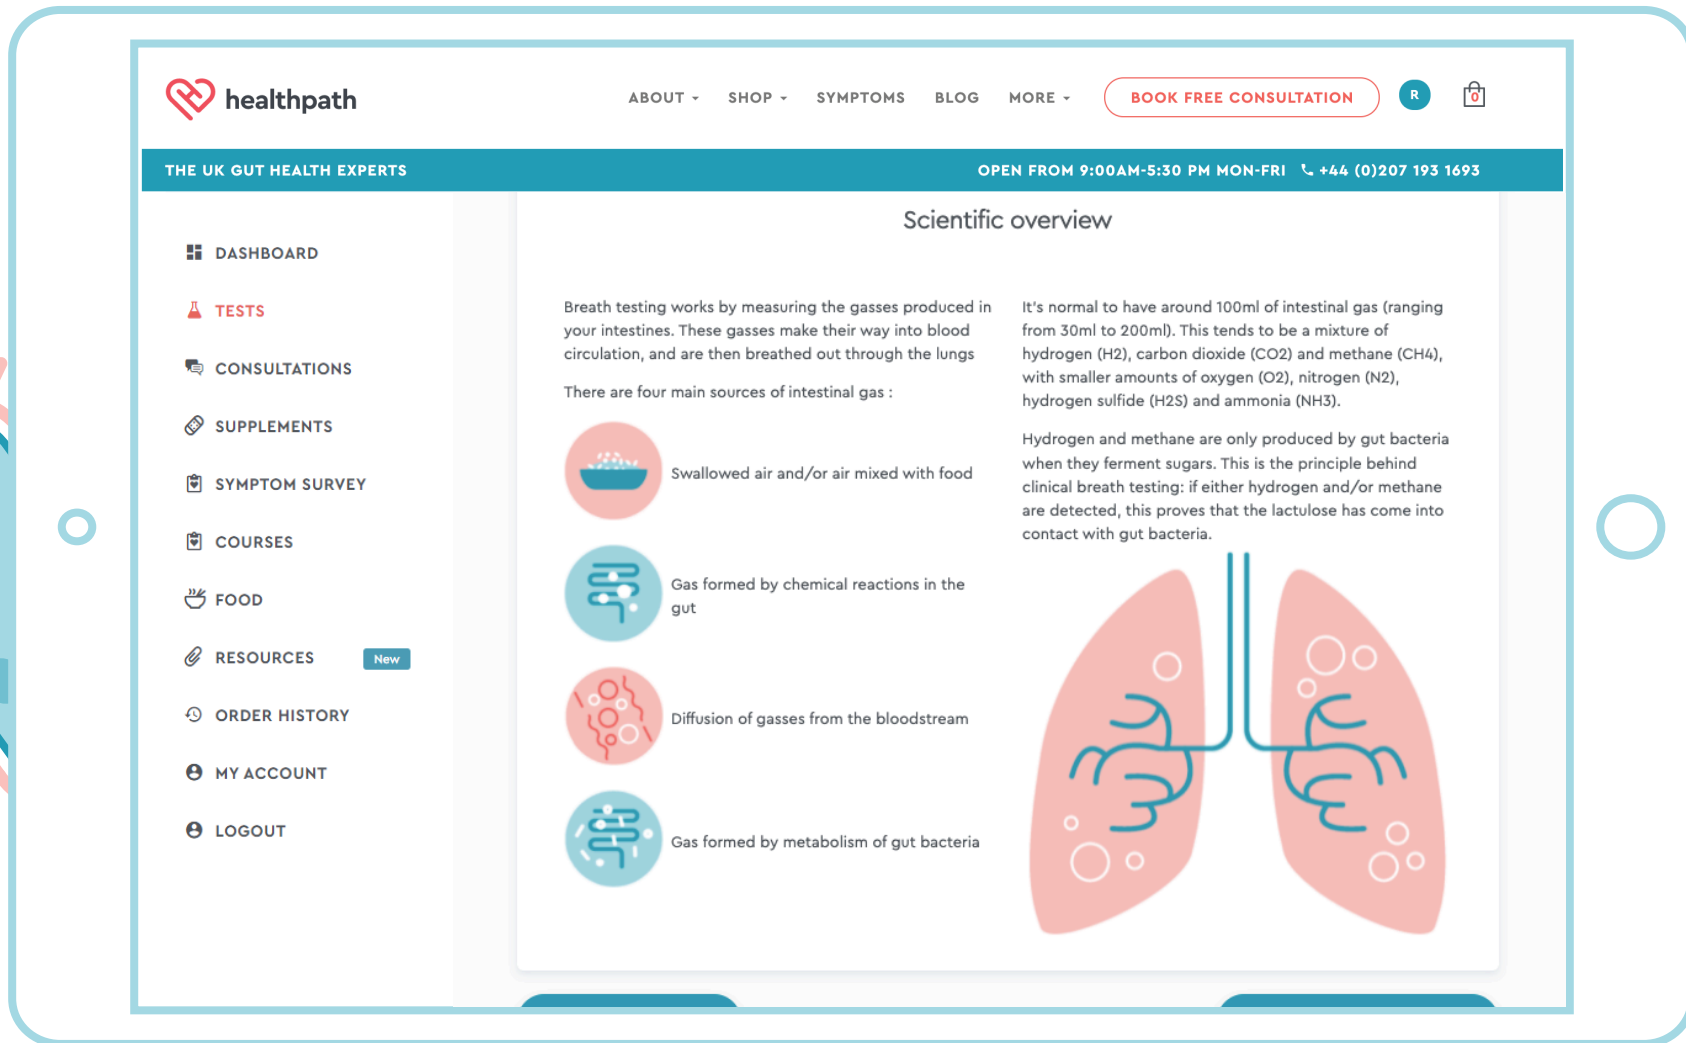 healthpath
ABOUT
SHOP
SYMPTOMS
BLOG
MORE
BOOK FREE CONSULTATION
R
0
THE UK GUT HEALTH EXPERTS
OPEN FROM 9:00AM-5:30 PM MON-FRI
+44 (0)207 193 1693
DASHBOARD
TESTS
CONSULTATIONS
SUPPLEMENTS
SYMPTOM SURVEY
COURSES
FOOD
RESOURCES
New
ORDER HISTORY
MY ACCOUNT
LOGOUT
Scientific overview
Breath testing works by measuring the gasses produced in
your intestines. These gasses make their way into blood
circulation, and are then breathed out through the lungs
There are four main sources of intestinal gas :
Swallowed air and/or air mixed with food
Gas formed by chemical reactions in the
gut
Diffusion of gasses from the bloodstream
Gas formed by metabolism of gut bacteria
It's normal to have around 100ml of intestinal gas (ranging
from 30ml to 200ml). This tends to be a mixture of
hydrogen (H2), carbon dioxide (CO2) and methane (CH4),
with smaller amounts of oxygen (O2), nitrogen (N2),
hydrogen sulfide (H2S) and ammonia (NH3).
Hydrogen and methane are only produced by gut bacteria
when they ferment sugars. This is the principle behind
clinical breath testing: if either hydrogen and/or methane
are detected, this proves that the lactulose has come into
contact with gut bacteria.